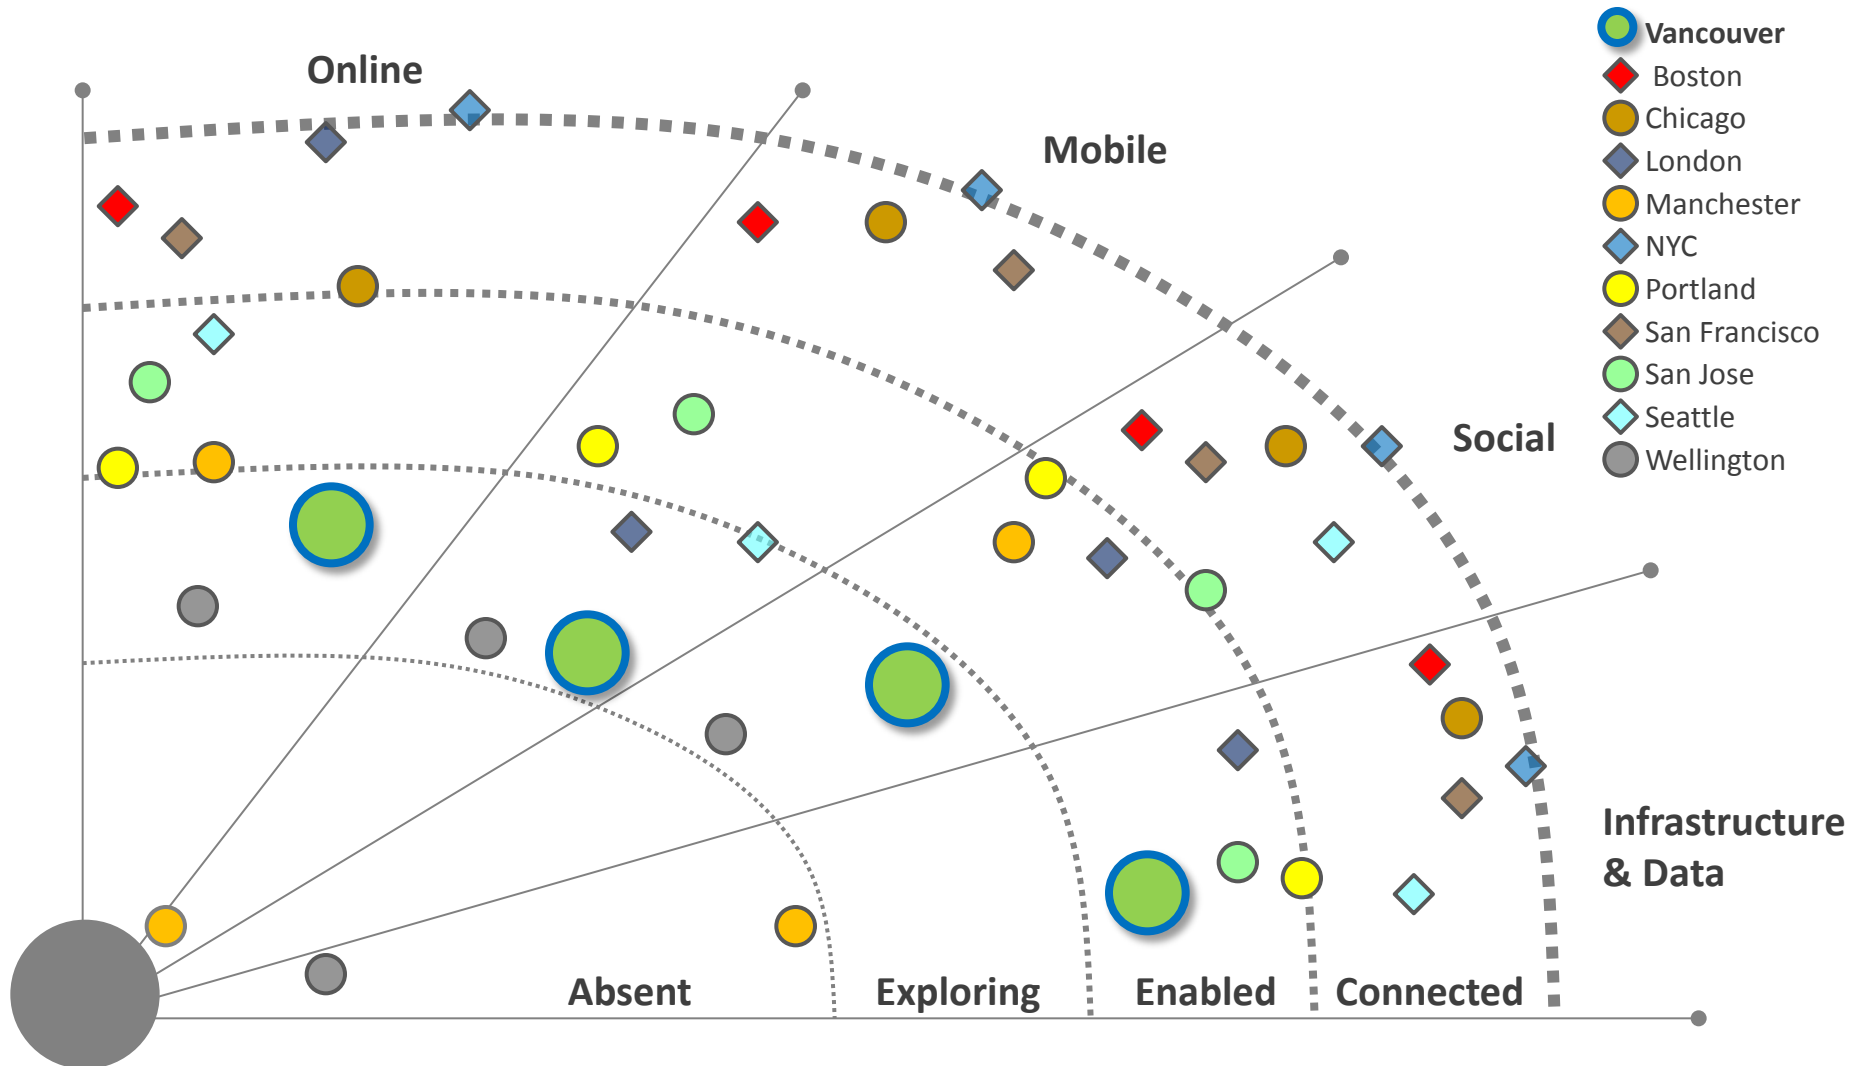 Online
Mobile
Social
Infrastructure
& Data
Absent
Exploring
Enabled
Connected
Vancouver
Boston
Chicago
London
Manchester
NYC
Portland
San Francisco
San Jose
Seattle
Wellington